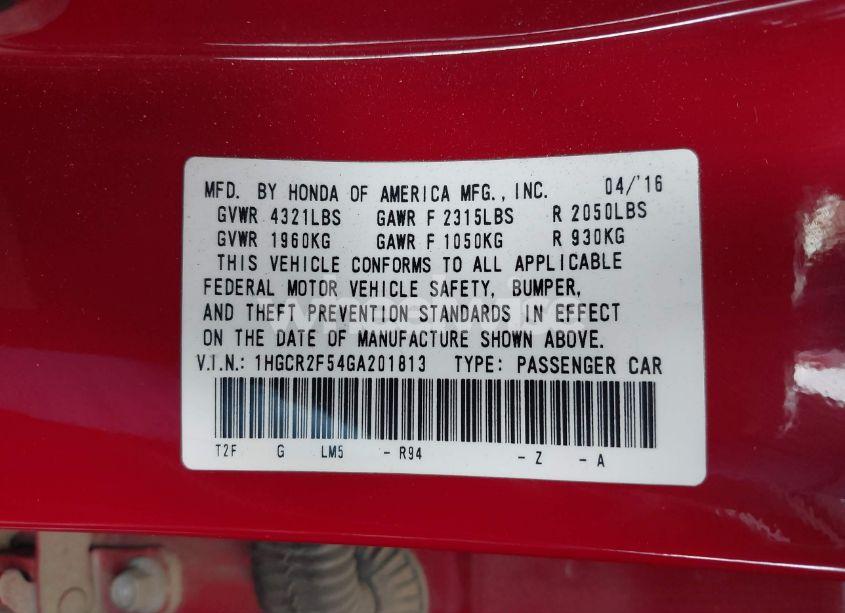 MFD. BY HONDA OF AMERICA MFG., INC. 04/'16
GVWR 4321LBS GAWR F 2315LBS R 2050LBS
GVWR 1960KG GAWR F 1050KG R 930KG
THIS VEHICLE CONFORMS TO ALL APPLICABLE
FEDERAL MOTOR VEHICLE SAFETY, BUMPER,
AND THEFT PREVENTION STANDARDS IN EFFECT
ON THE DATE OF MANUFACTURE SHOWN ABOVE.
V.I.N.: 1HGCR2F54GA201813 TYPE: PASSENGER CAR
T2F G LM5 - R94 - Z - A